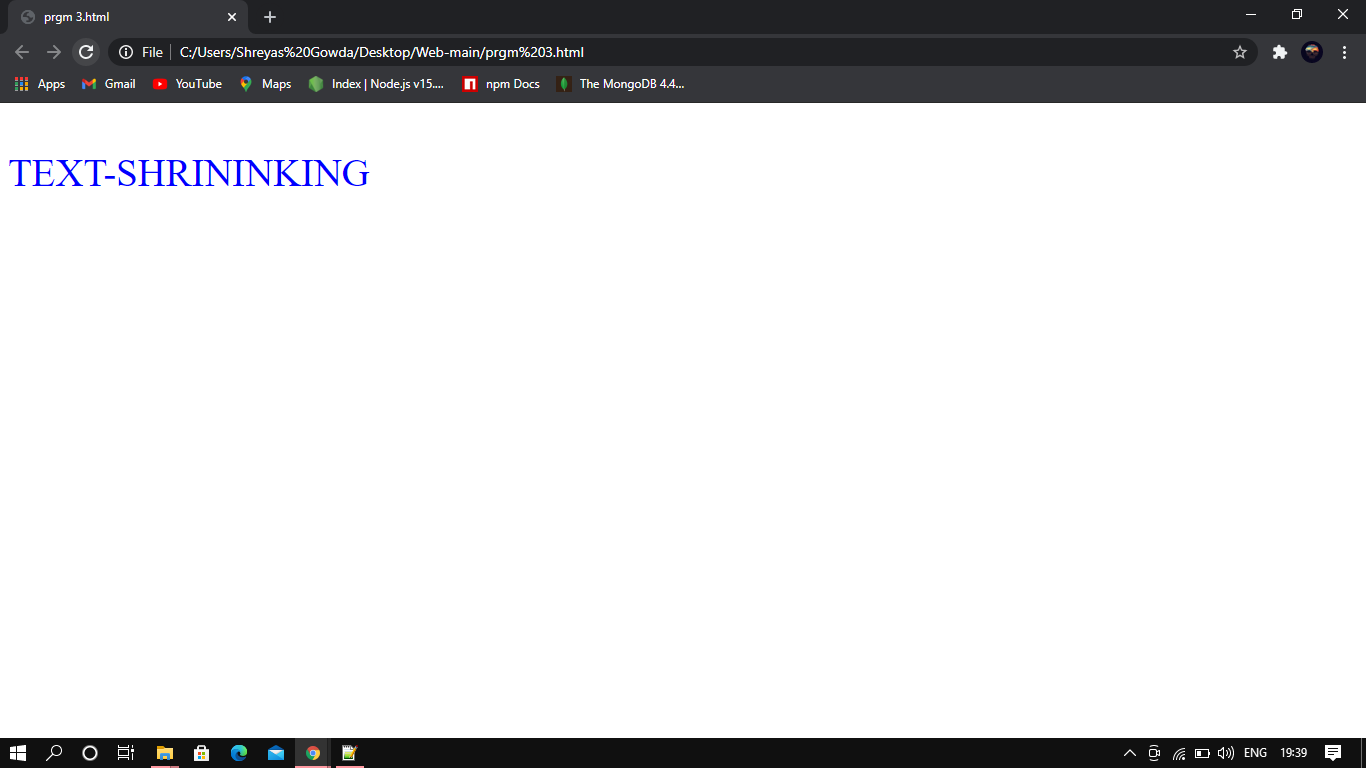 prgm 3.html
File C:/Users/Shreyas%20Gowda/Desktop/Web-main/prgm%203.html
Apps Gmail YouTube Maps Index | Node.js v15.... npm Docs The MongoDB 4.4...
TEXT-SHRININKING
ENG 19:39